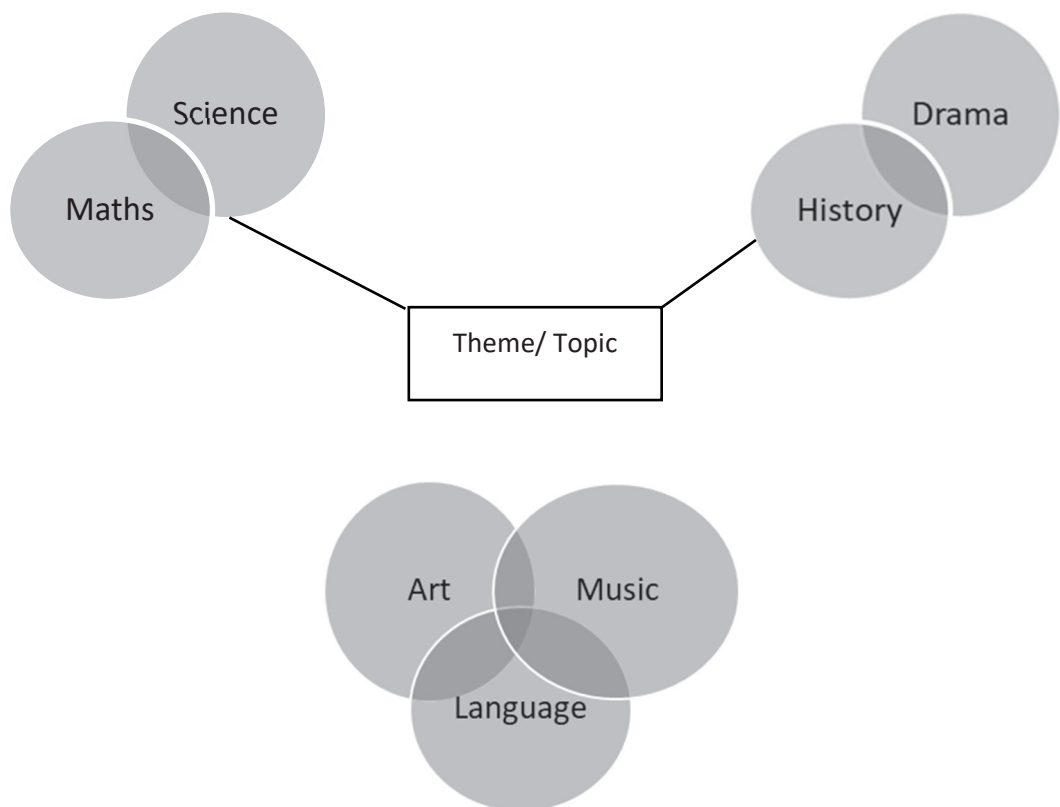 Science
Drama
Maths
History
Theme/ Topic
Art
Music
Language